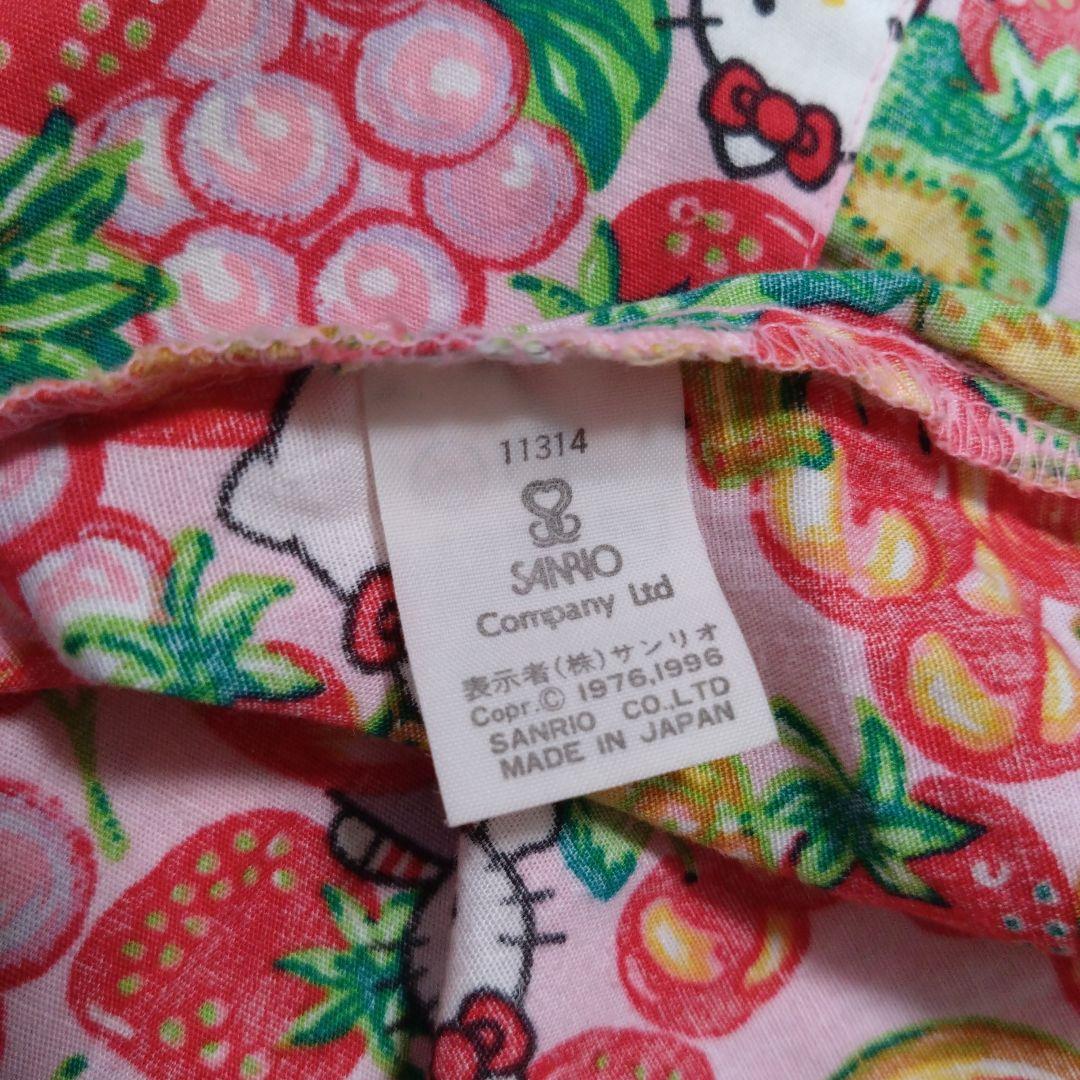 11314
SANRIO
Company Ltd
表示者(株)サンリオ
Copr.© 1976,1996
SANRIO CO.,LTD
MADE IN JAPAN